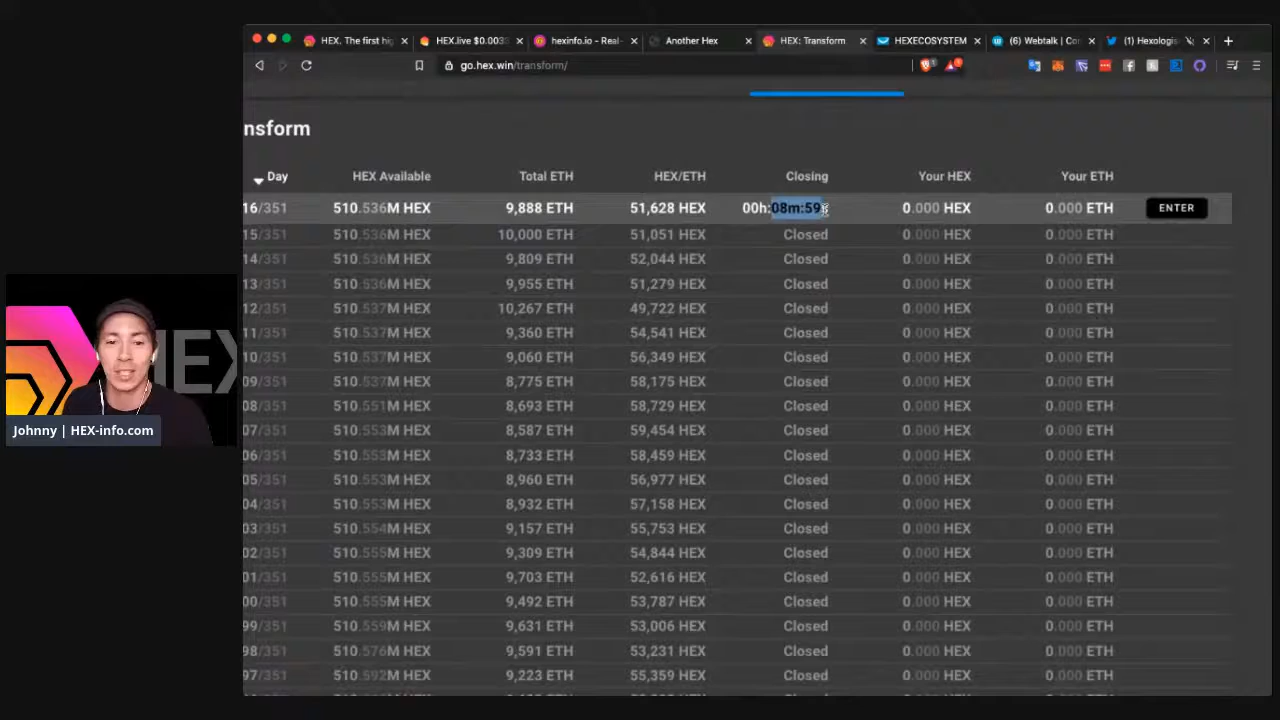 HEX. The first hig
HEX.live $0.003
hexinfo.io - Real-
Another Hex
HEX: Transform
HEXECOSYSTEM
(6) Webtalk | Cor
(1) Hexologis
go.hex.win/transform/
nsform
Day HEX Available Total ETH HEX/ETH Closing Your HEX Your ETH
16/351 510.536M HEX 9,888 ETH 51,628 HEX 00h:08m:59s 0.000 HEX 0.000 ETH ENTER
15/351 510.536M HEX 10,000 ETH 51,051 HEX Closed 0.000 HEX 0.000 ETH
14/351 510.536M HEX 9,809 ETH 52,044 HEX Closed 0.000 HEX 0.000 ETH
13/351 510.536M HEX 9,955 ETH 51,279 HEX Closed 0.000 HEX 0.000 ETH
12/351 510.537M HEX 10,267 ETH 49,722 HEX Closed 0.000 HEX 0.000 ETH
11/351 510.537M HEX 9,360 ETH 54,541 HEX Closed 0.000 HEX 0.000 ETH
10/351 510.537M HEX 9,060 ETH 56,349 HEX Closed 0.000 HEX 0.000 ETH
09/351 510.537M HEX 8,775 ETH 58,175 HEX Closed 0.000 HEX 0.000 ETH
08/351 510.551M HEX 8,693 ETH 58,729 HEX Closed 0.000 HEX 0.000 ETH
07/351 510.553M HEX 8,587 ETH 59,454 HEX Closed 0.000 HEX 0.000 ETH
06/351 510.553M HEX 8,733 ETH 58,459 HEX Closed 0.000 HEX 0.000 ETH
05/351 510.553M HEX 8,960 ETH 56,977 HEX Closed 0.000 HEX 0.000 ETH
04/351 510.553M HEX 8,932 ETH 57,158 HEX Closed 0.000 HEX 0.000 ETH
03/351 510.554M HEX 9,157 ETH 55,753 HEX Closed 0.000 HEX 0.000 ETH
02/351 510.555M HEX 9,309 ETH 54,844 HEX Closed 0.000 HEX 0.000 ETH
01/351 510.555M HEX 9,703 ETH 52,616 HEX Closed 0.000 HEX 0.000 ETH
00/351 510.555M HEX 9,492 ETH 53,787 HEX Closed 0.000 HEX 0.000 ETH
99/351 510.559M HEX 9,631 ETH 53,006 HEX Closed 0.000 HEX 0.000 ETH
98/351 510.576M HEX 9,591 ETH 53,231 HEX Closed 0.000 HEX 0.000 ETH
97/351 510.592M HEX 9,223 ETH 55,359 HEX Closed 0.000 HEX 0.000 ETH
HEX
Johnny | HEX-info.com